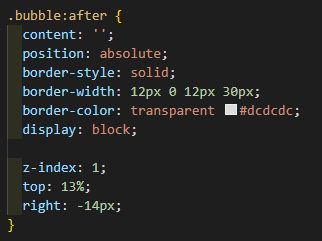 .bubble:after {
content: '';
position: absolute;
border-style: solid;
border-width: 12px 0 12px 30px;
border-color: transparent #dcdcdc;
display: block;
z-index: 1;
top: 13%;
right: -14px;
}